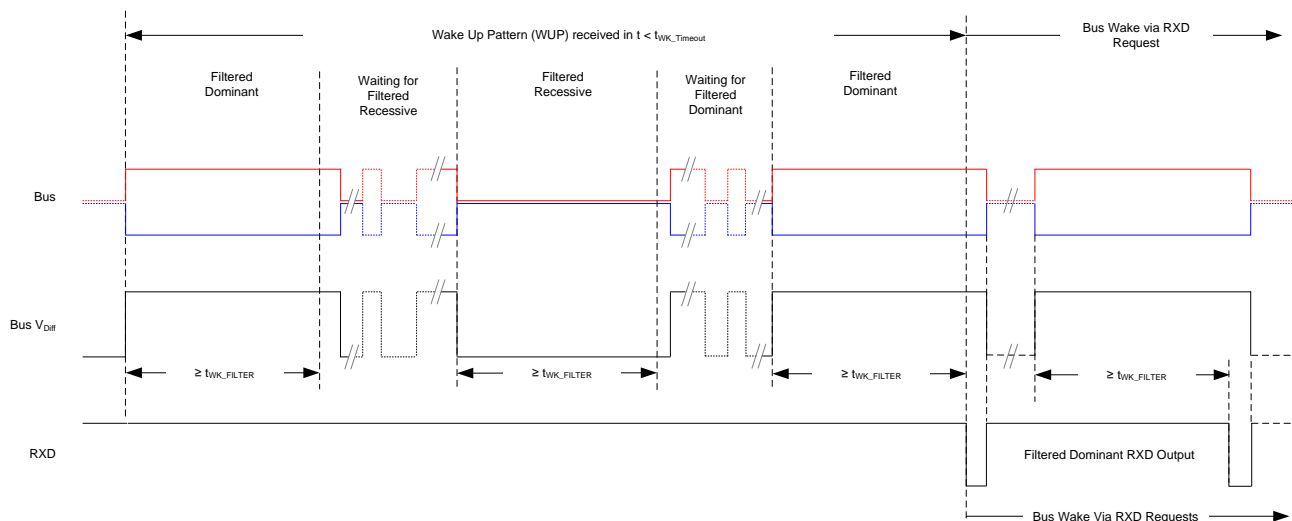 Wake Up Pattern (WUP) received in t < tWK_Timeout
Bus Wake via RXD
Request
Filtered
Dominant
Waiting for
Filtered
Recessive
Filtered
Recessive
Waiting for
Filtered
Dominant
Filtered
Dominant
Bus
Bus VDiff
≥ tWK_FILTER
≥ tWK_FILTER
≥ tWK_FILTER
≥ tWK_FILTER
RXD
Filtered Dominant RXD Output
Bus Wake Via RXD Requests